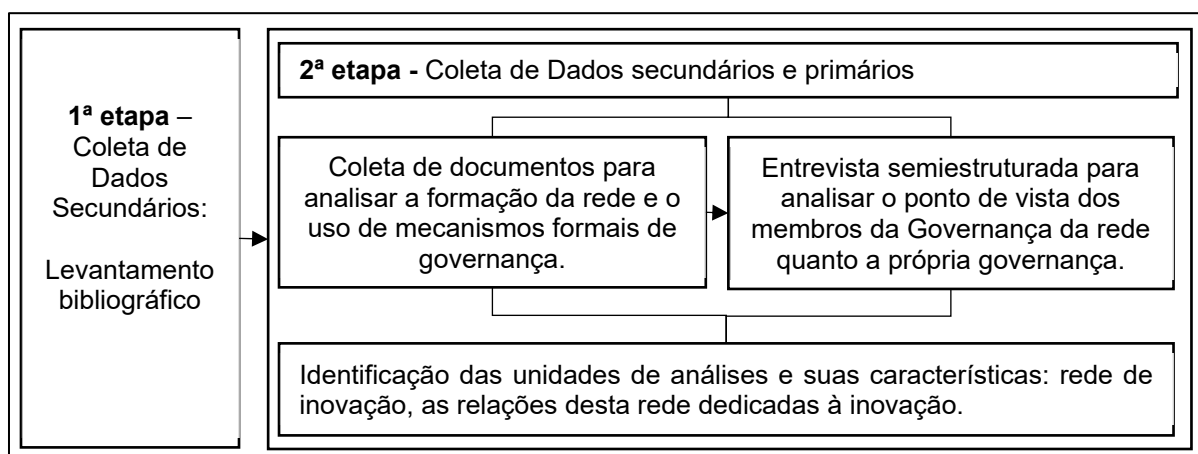 1ª etapa –
Coleta de
Dados
Secundários:
Levantamento
bibliográfico
2ª etapa - Coleta de Dados secundários e primários
Coleta de documentos para
analisar a formação da rede e o
uso de mecanismos formais de
governança.
Entrevista semiestruturada para
analisar o ponto de vista dos
membros da Governança da rede
quanto a própria governança.
Identificação das unidades de análises e suas características: rede de
inovação, as relações desta rede dedicadas à inovação.